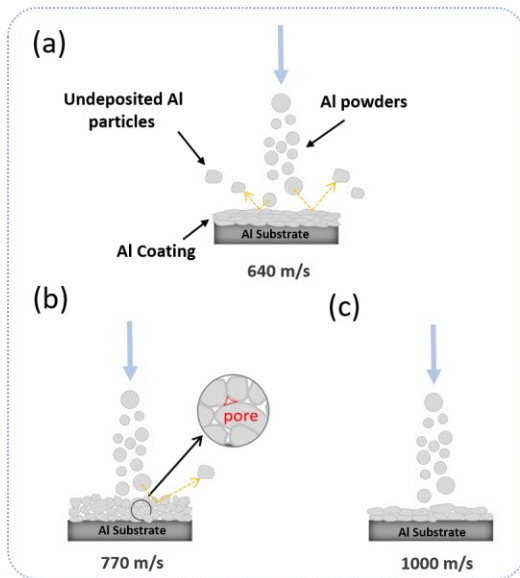 (a)
Undeposited Al
particles
Al powders
Al Coating
Al Substrate
640 m/s
(b)
(c)
pore
Al Substrate
Al Substrate
770 m/s
1000 m/s